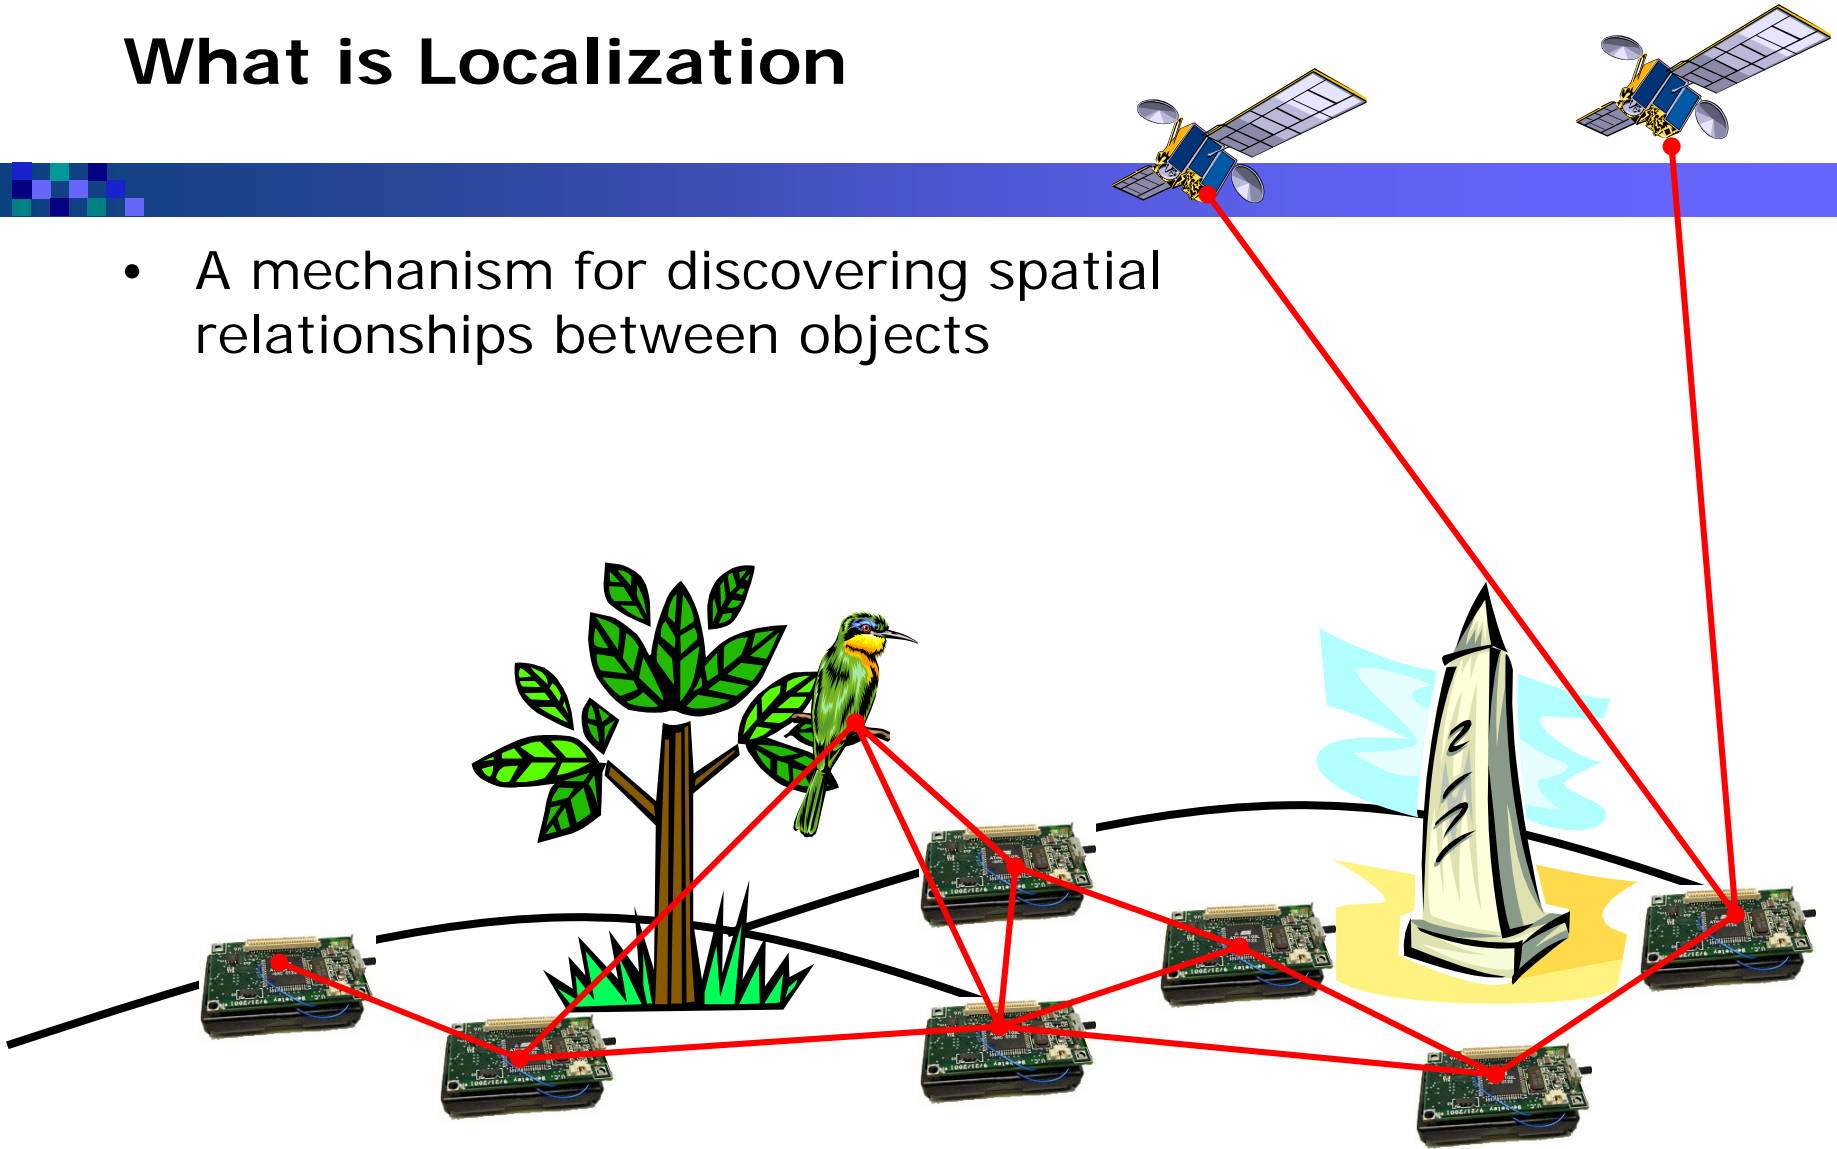 What is Localization
• A mechanism for discovering spatial
relationships between objects